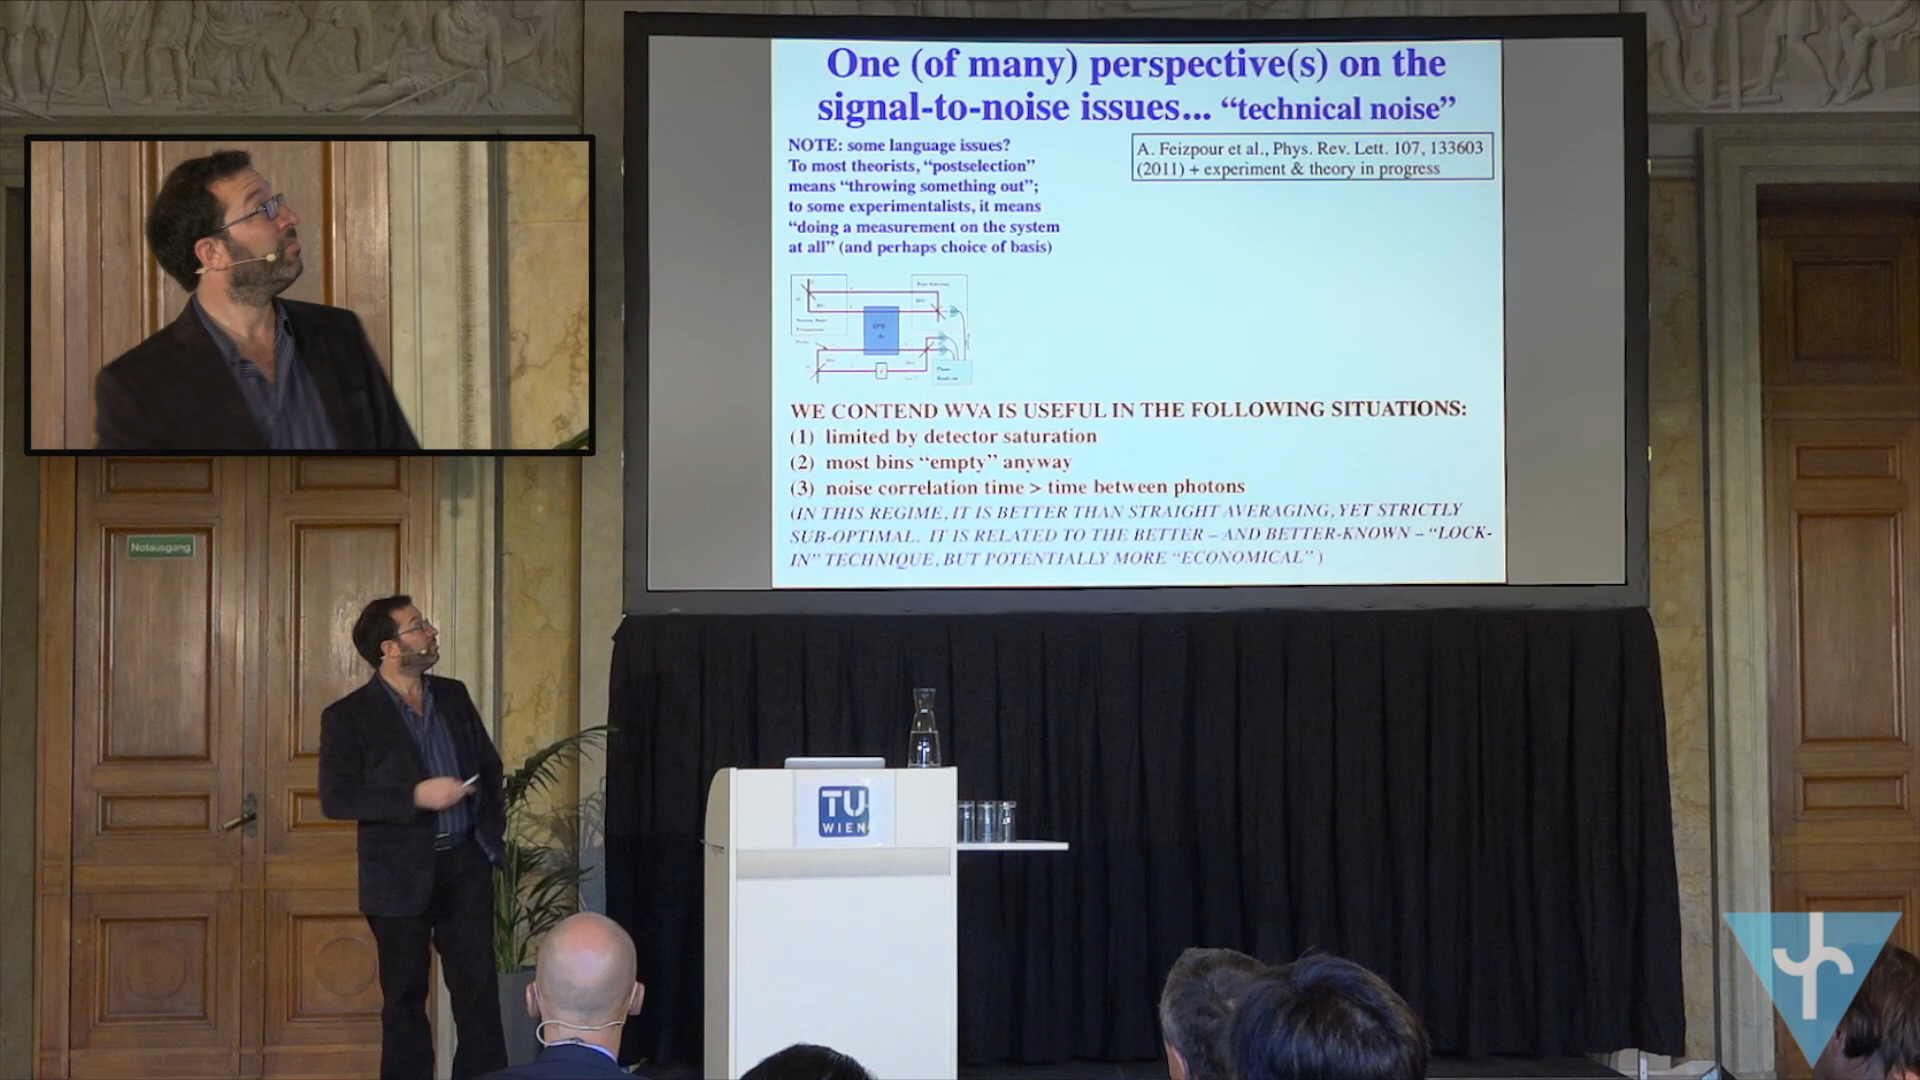 One (of many) perspective(s) on the
signal-to-noise issues... “technical noise”
NOTE: some language issues?
To most theorists, “postselection”
means “throwing something out”;
to some experimentalists, it means
“doing a measurement on the system
at all” (and perhaps choice of basis)
A. Feizpour et al., Phys. Rev. Lett. 107, 133603
(2011) + experiment & theory in progress
WE CONTEND WVA IS USEFUL IN THE FOLLOWING SITUATIONS:
(1) limited by detector saturation
(2) most bins “empty” anyway
(3) noise correlation time > time between photons
(IN THIS REGIME, IT IS BETTER THAN STRAIGHT AVERAGING, YET STRICTLY
SUB-OPTIMAL. IT IS RELATED TO THE BETTER – AND BETTER-KNOWN – “LOCK-
IN” TECHNIQUE, BUT POTENTIALLY MORE “ECONOMICAL”)
Notausgang
TU
WIEN